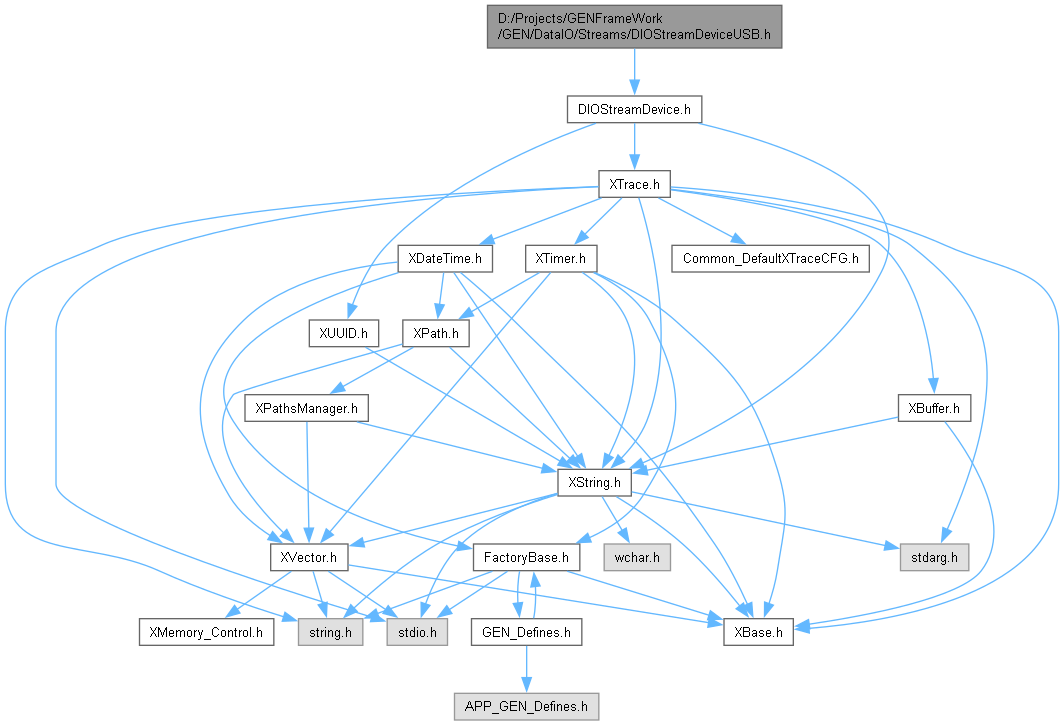 D:/Projects/GENFrameWork
/GEN/DataIO/Streams/DIOStreamDeviceUSB.h
DIOStreamDevice.h
XTrace.h
XDateTime.h
XTimer.h
Common_DefaultXTraceCFG.h
XUUID.h
XPath.h
XPathsManager.h
XBuffer.h
XString.h
XVector.h
FactoryBase.h
wchar.h
stdarg.h
XMemory_Control.h
string.h
stdio.h
GEN_Defines.h
XBase.h
APP_GEN_Defines.h